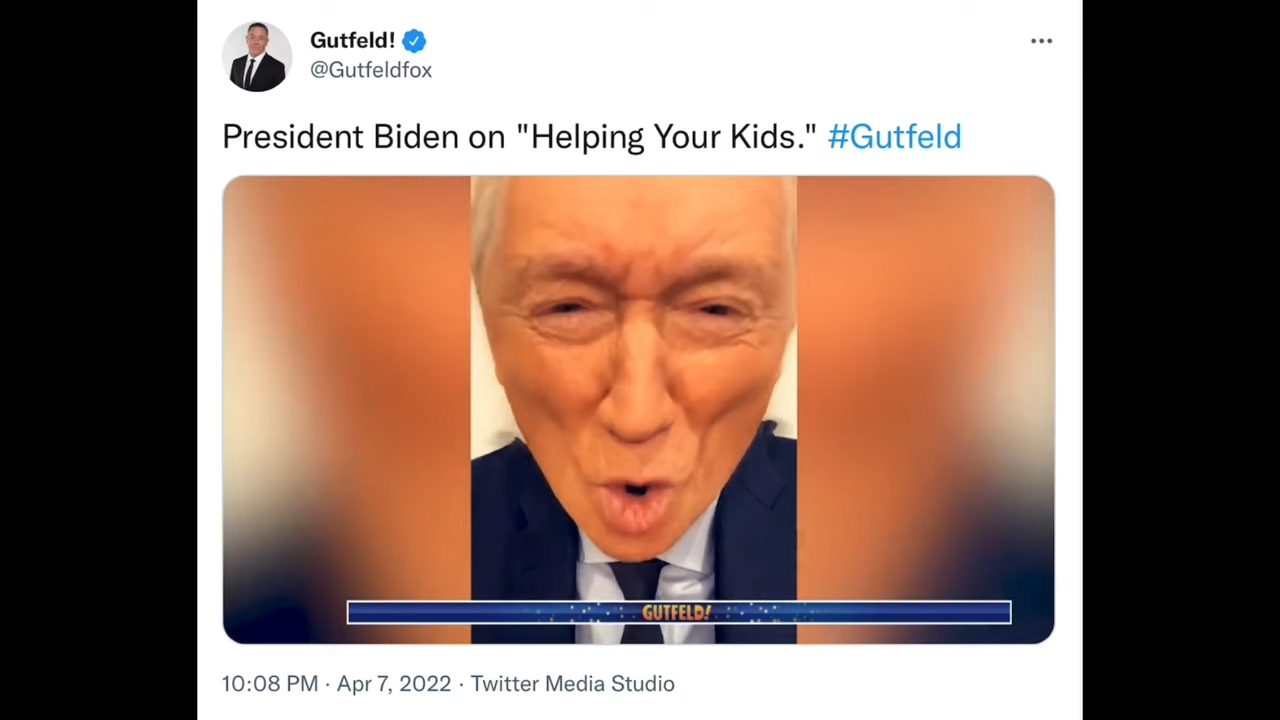 Gutfeld!
@Gutfeldfox
President Biden on "Helping Your Kids." #Gutfeld
GUTFELD!
10:08 PM · Apr 7, 2022 · Twitter Media Studio